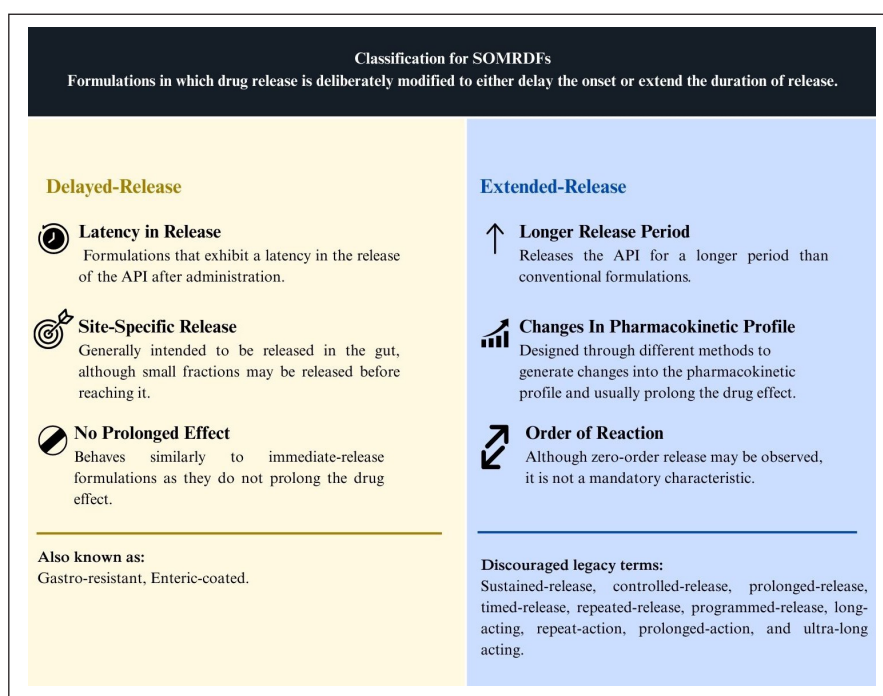 Classification for SOMRDFs
Formulations in which drug release is deliberately modified to either delay the onset or extend the duration of release.
Delayed-Release
Latency in Release
Formulations that exhibit a latency in the release
of the API after administration.
Site-Specific Release
Generally intended to be released in the gut,
although small fractions may be released before
reaching it.
No Prolonged Effect
Behaves similarly to immediate-release
formulations as they do not prolong the drug
effect.
Also known as:
Gastro-resistant, Enteric-coated.
Extended-Release
Longer Release Period
Releases the API for a longer period than
conventional formulations.
Changes In Pharmacokinetic Profile
Designed through different methods to
generate changes into the pharmacokinetic
profile and usually prolong the drug effect.
Order of Reaction
Although zero-order release may be observed,
it is not a mandatory characteristic.
Discouraged legacy terms:
Sustained-release, controlled-release, prolonged-release,
timed-release, repeated-release, programmed-release, long-
acting, repeat-action, prolonged-action, and ultra-long
acting.